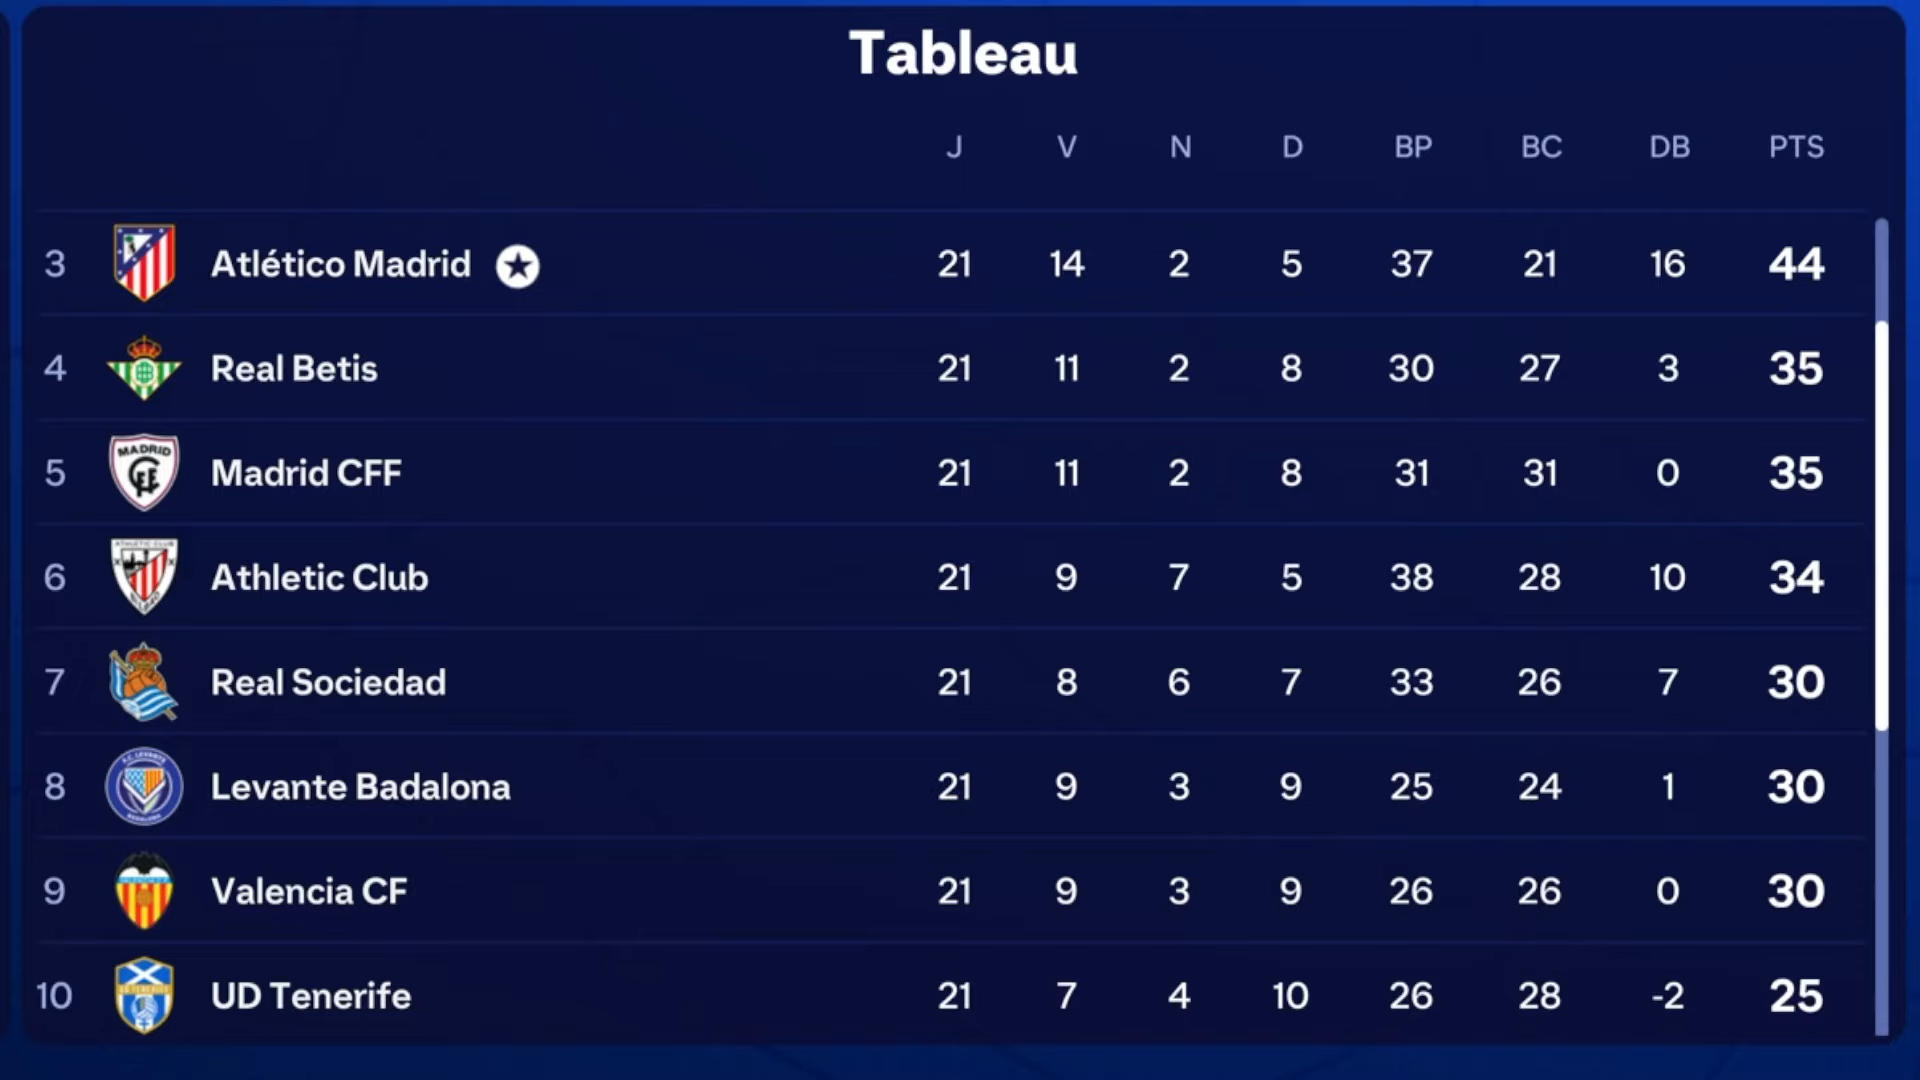 Tableau
J V N D BP BC DB PTS
3 Atlético Madrid 21 14 2 5 37 21 16 44
4 Real Betis 21 11 2 8 30 27 3 35
MADRID
5 Madrid CFF 21 11 2 8 31 31 0 35
ATHLETIC CLUB
6 Athletic Club 21 9 7 5 38 28 10 34
7 Real Sociedad 21 8 6 7 33 26 7 30
8 Levante Badalona 21 9 3 9 25 24 1 30
9 Valencia CF 21 9 3 9 26 26 0 30
10 UD Tenerife 21 7 4 10 26 28 -2 25